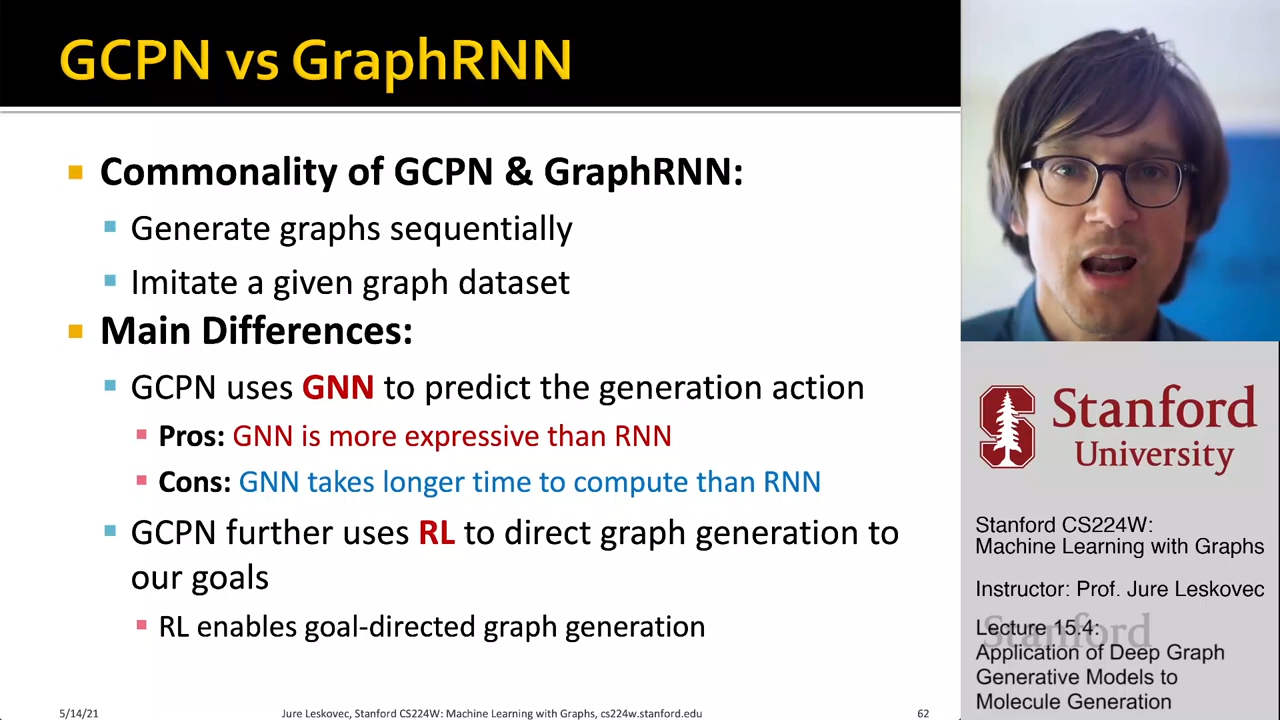 GCPN vs GraphRNN
Commonality of GCPN & GraphRNN:
Generate graphs sequentially
Imitate a given graph dataset
Main Differences:
GCPN uses GNN to predict the generation action
Pros: GNN is more expressive than RNN
Cons: GNN takes longer time to compute than RNN
GCPN further uses RL to direct graph generation to
our goals
RL enables goal-directed graph generation
5/14/21
Jure Leskovec, Stanford CS224W: Machine Learning with Graphs, cs224w.stanford.edu
62
Stanford
University
Stanford CS224W:
Machine Learning with Graphs
Instructor: Prof. Jure Leskovec
Stanford
Lecture 15.4:
Application of Deep Graph
Generative Models to
Molecule Generation